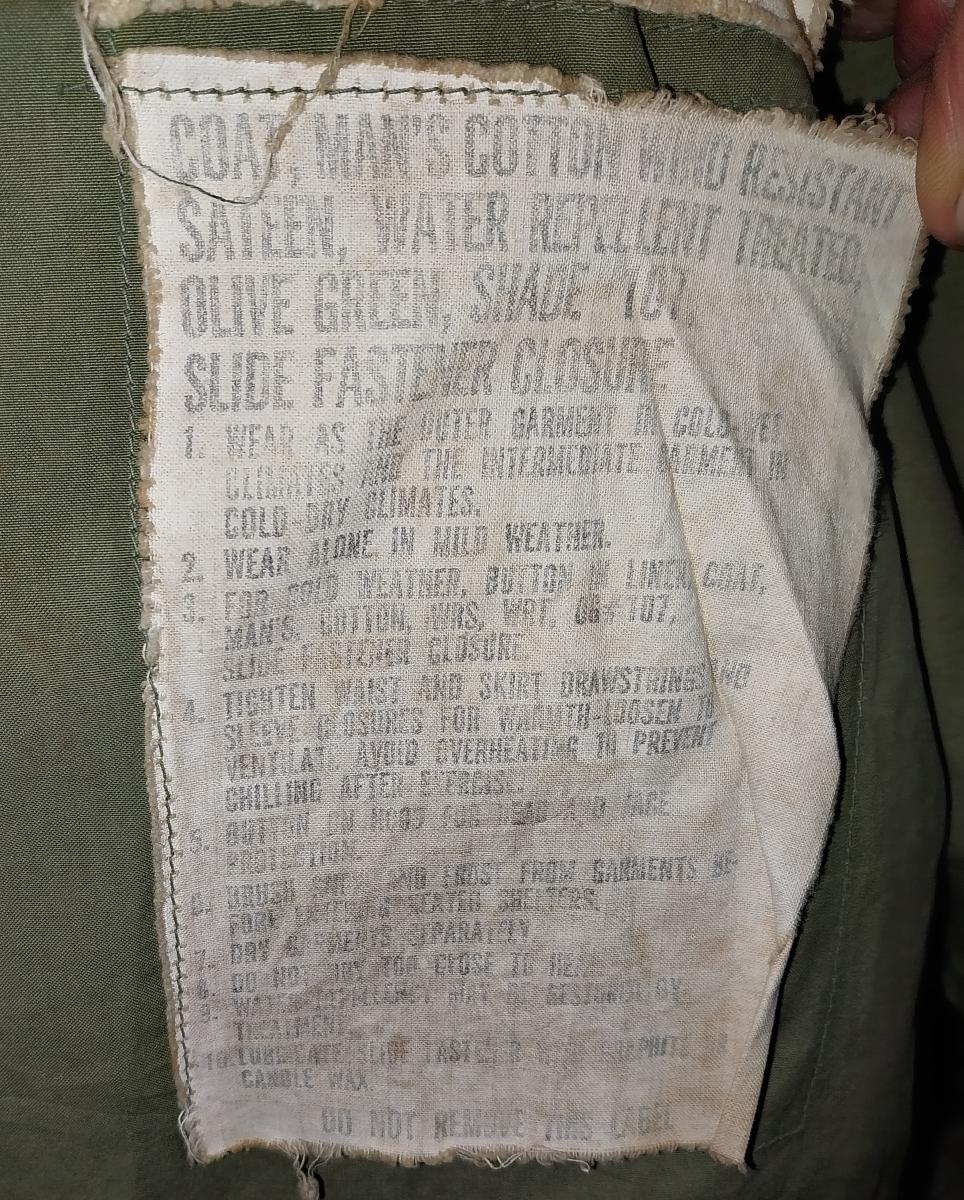 COAT, MAN'S COTTON WIND RESISTANT
SATEEN, WATER REPELLENT TREATED,
OLIVE GREEN, SHADE 107,
SLIDE FASTENER CLOSURE
1. WEAR AS THE OUTER GARMENT IN COLD-WET
CLIMATES AND THE INTERMEDIATE GARMENT IN
COLD-DRY CLIMATES.
2. WEAR ALONE IN MILD WEATHER.
3. FOR COLD WEATHER, BUTTON IN LINER, COAT,
MAN'S, COTTON, WRS, WRT, OG 107,
SLIDE FASTENER CLOSURE.
4. TIGHTEN WAIST AND SKIRT DRAWSTRINGS AND
SLEEVE CLOSURES FOR WARMTH-LOOSEN TO
VENTILAT. AVOID OVERHEATING TO PREVENT
CHILLING AFTER EXERCISE.
5. BUTTON ON HOOD FOR HEAD AND FACE
PROTECTION.
6. BRUSH SNOW AND FROST FROM GARMENTS BE-
FORE ENTERING HEATED SHELTERS.
7. DRY GARMENTS SEPARATELY
8. DO NOT DRY TOO CLOSE TO HEAT.
9. WATER REPELLENCY MAY BE RESTORED BY
TREATMENT.
10. LUBRICATE SLIDE FASTENER WITH GRAPHITE OR
CANDLE WAX.
DO NOT REMOVE THIS LABEL